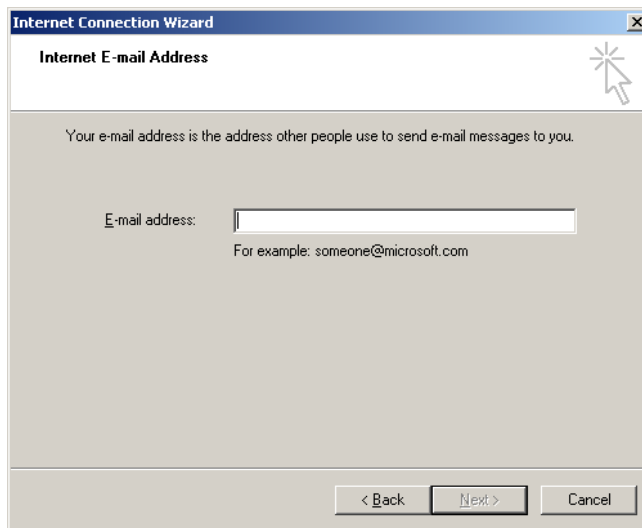 Internet Connection Wizard
Internet E-mail Address
Your e-mail address is the address other people use to send e-mail messages to you.
E-mail address:
For example: someone@microsoft.com
< Back Next > Cancel